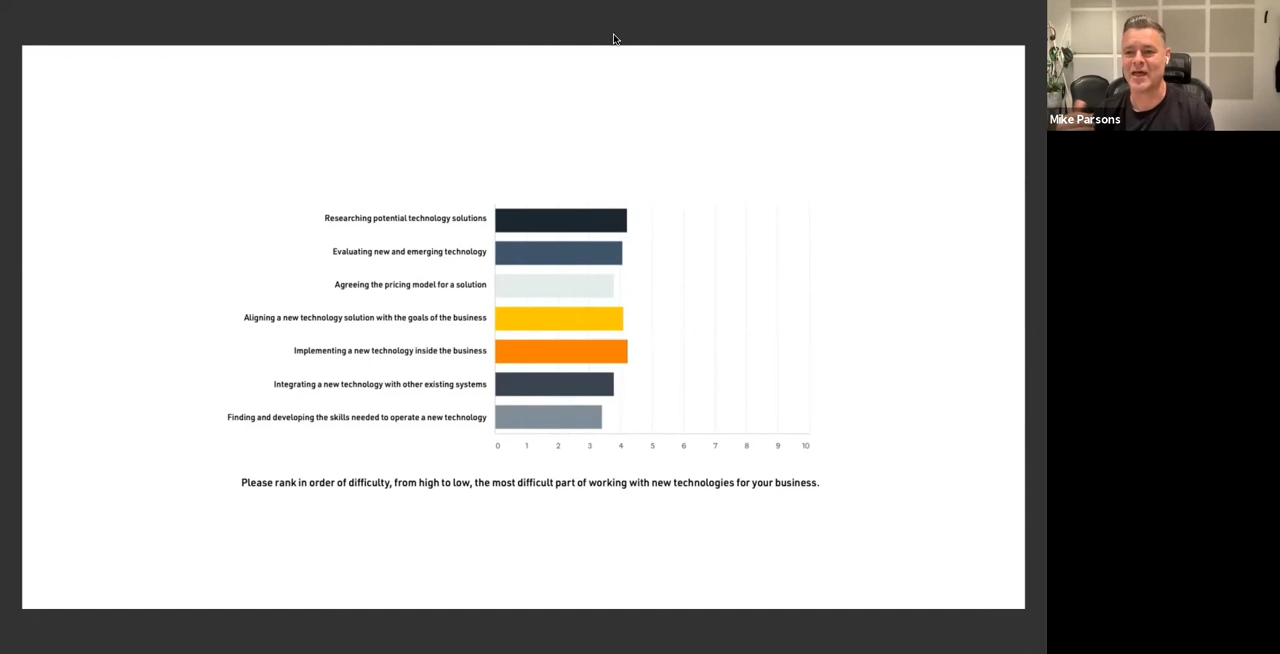 Mike Parsons
Researching potential technology solutions
Evaluating new and emerging technology
Agreeing the pricing model for a solution
Aligning a new technology solution with the goals of the business
Implementing a new technology inside the business
Integrating a new technology with other existing systems
Finding and developing the skills needed to operate a new technology
0 1 2 3 4 5 6 7 8 9 10
Please rank in order of difficulty, from high to low, the most difficult part of working with new technologies for your business.